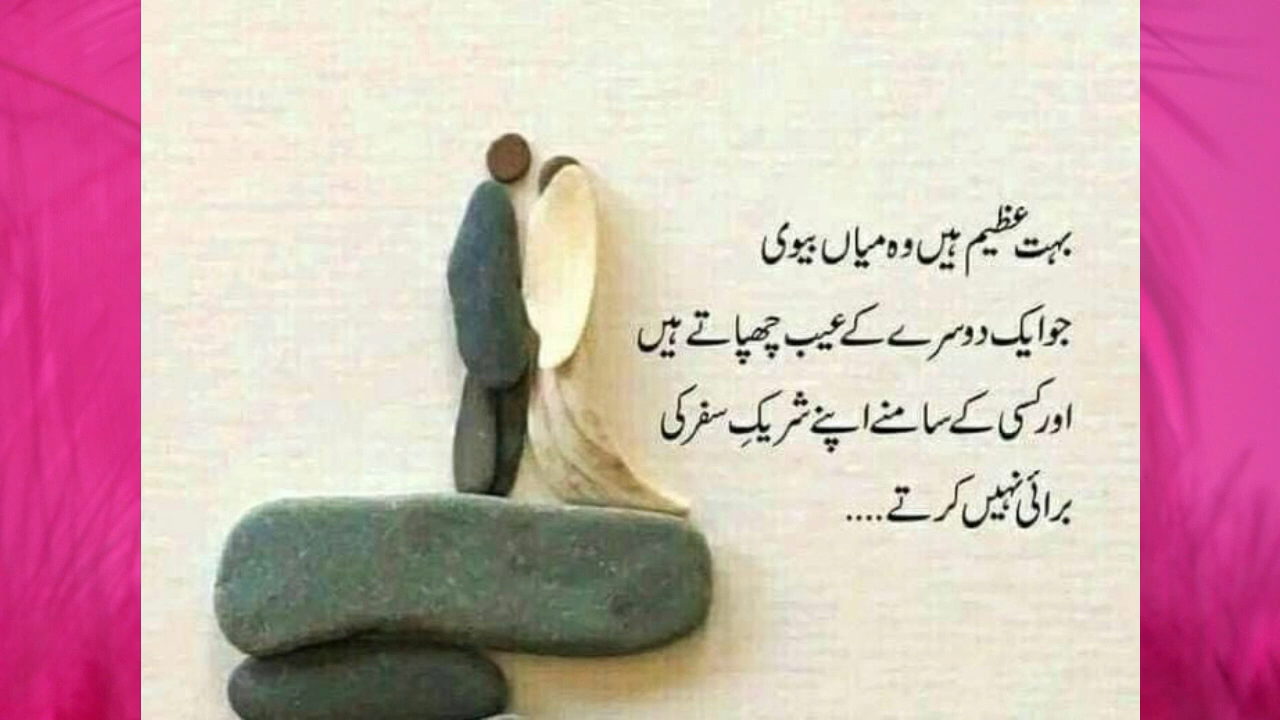 بہت عظیم ہیں وہ میاں بیوی
جو ایک دوسرے کے عیب چھپاتے ہیں
اور کسی کے سامنے اپنے شریکِ سفر کی
برائی نہیں کرتے....